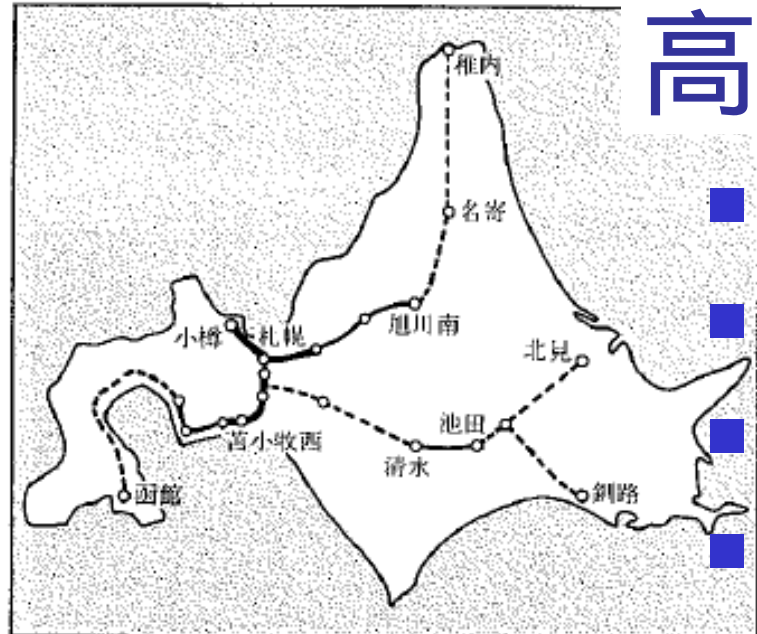 高
稚内
名寄
旭川南
小樽
札幌
北見
池田
苫小牧西
清水
函館
釧路